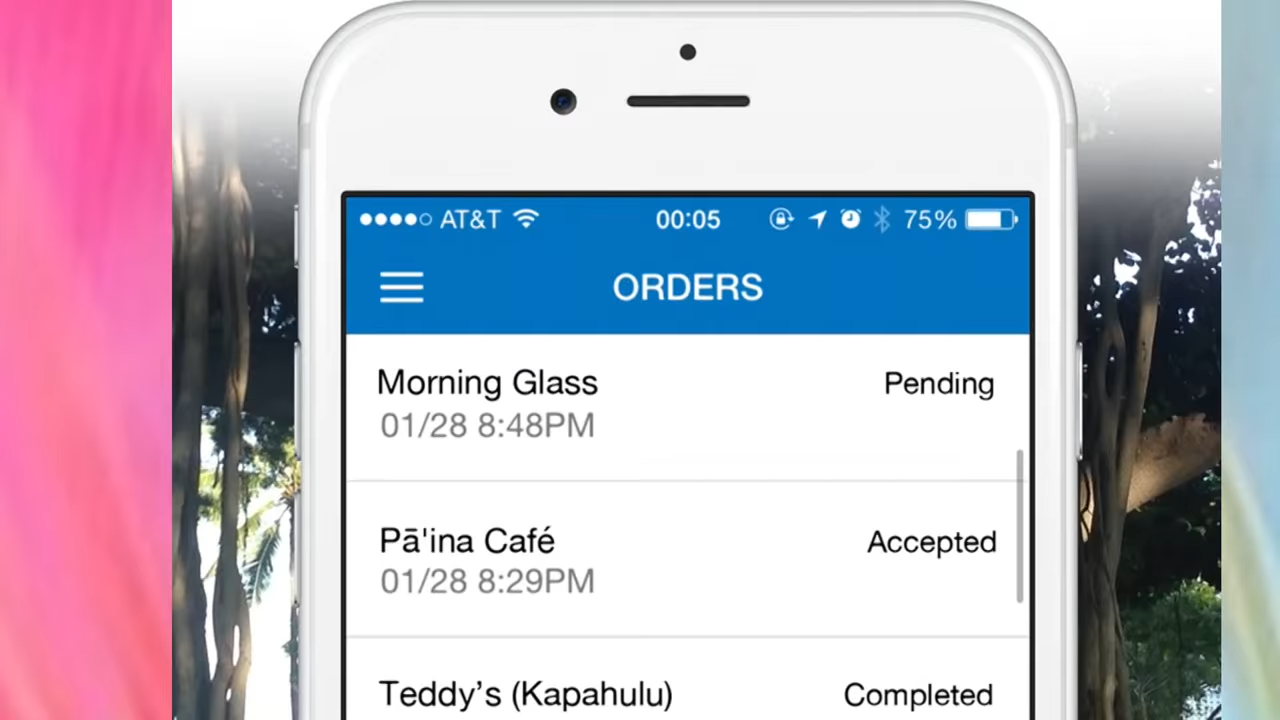 AT&T 00:05 75%
ORDERS
Morning Glass Pending
01/28 8:48PM
Pā'ina Café Accepted
01/28 8:29PM
Teddy’s (Kapahulu) Completed